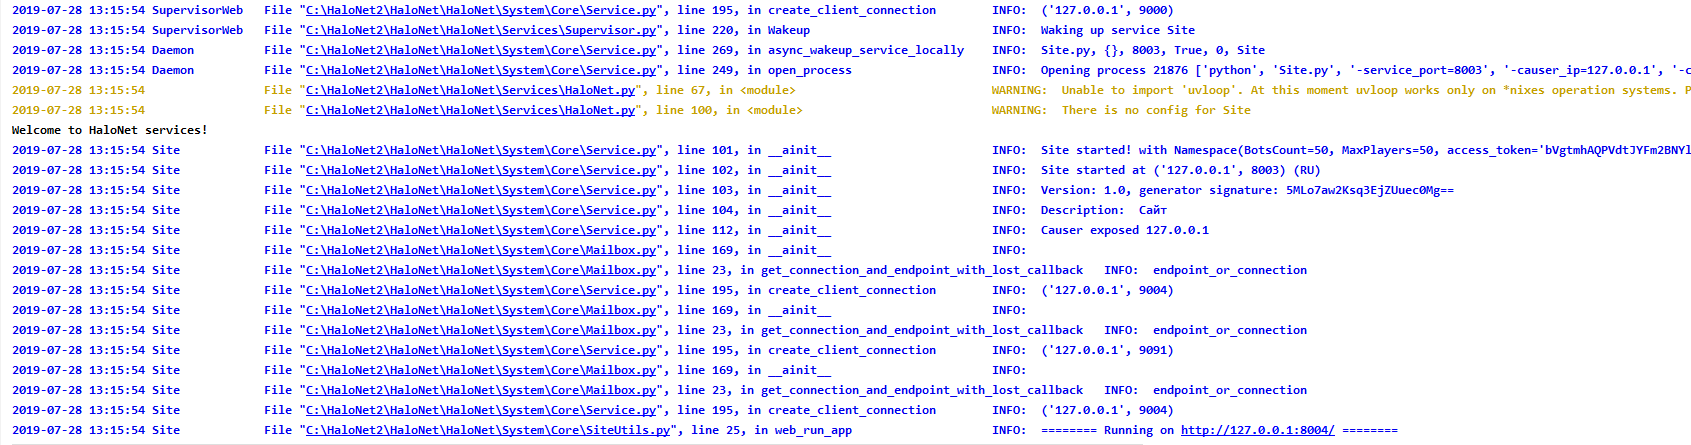 2019-07-28 13:15:54 SupervisorWeb File "C:\HaloNet2\HaloNet\HaloNet\System\Core\Service.py", line 195, in create_client_connection INFO: ('127.0.0.1', 9000)
2019-07-28 13:15:54 SupervisorWeb File "C:\HaloNet2\HaloNet\HaloNet\Services\Supervisor.py", line 220, in Wakeup INFO: Waking up service Site
2019-07-28 13:15:54 Daemon File "C:\HaloNet2\HaloNet\HaloNet\System\Core\Service.py", line 269, in async_wakeup_service_locally INFO: Site.py, {}, 8003, True, 0, Site
2019-07-28 13:15:54 Daemon File "C:\HaloNet2\HaloNet\HaloNet\System\Core\Service.py", line 249, in open_process INFO: Opening process 21876 ['python', 'Site.py', '-service_port=8003', '-causer_ip=127.0.0.1', '-c
2019-07-28 13:15:54 File "C:\HaloNet2\HaloNet\HaloNet\Services\HaloNet.py", line 67, in <module> WARNING: Unable to import 'uvloop'. At this moment uvloop works only on *nixes operation systems. P
2019-07-28 13:15:54 File "C:\HaloNet2\HaloNet\HaloNet\Services\HaloNet.py", line 100, in <module> WARNING: There is no config for Site
Welcome to HaloNet services!
2019-07-28 13:15:54 Site File "C:\HaloNet2\HaloNet\HaloNet\System\Core\Service.py", line 101, in __ainit__ INFO: Site started! with Namespace(BotsCount=50, MaxPlayers=50, access_token='bVgtmhAQPVdtJYFm2BNYl
2019-07-28 13:15:54 Site File "C:\HaloNet2\HaloNet\HaloNet\System\Core\Service.py", line 102, in __ainit__ INFO: Site started at ('127.0.0.1', 8003) (RU)
2019-07-28 13:15:54 Site File "C:\HaloNet2\HaloNet\HaloNet\System\Core\Service.py", line 103, in __ainit__ INFO: Version: 1.0, generator signature: 5MLo7aw2Ksq3EjZUuec0Mg==
2019-07-28 13:15:54 Site File "C:\HaloNet2\HaloNet\HaloNet\System\Core\Service.py", line 104, in __ainit__ INFO: Description: Сайт
2019-07-28 13:15:54 Site File "C:\HaloNet2\HaloNet\HaloNet\System\Core\Service.py", line 112, in __ainit__ INFO: Causer exposed 127.0.0.1
2019-07-28 13:15:54 Site File "C:\HaloNet2\HaloNet\HaloNet\System\Core\Mailbox.py", line 169, in __ainit__ INFO:
2019-07-28 13:15:54 Site File "C:\HaloNet2\HaloNet\HaloNet\System\Core\Mailbox.py", line 23, in get_connection_and_endpoint_with_lost_callback INFO: endpoint_or_connection
2019-07-28 13:15:54 Site File "C:\HaloNet2\HaloNet\HaloNet\System\Core\Service.py", line 195, in create_client_connection INFO: ('127.0.0.1', 9004)
2019-07-28 13:15:54 Site File "C:\HaloNet2\HaloNet\HaloNet\System\Core\Mailbox.py", line 169, in __ainit__ INFO:
2019-07-28 13:15:54 Site File "C:\HaloNet2\HaloNet\HaloNet\System\Core\Mailbox.py", line 23, in get_connection_and_endpoint_with_lost_callback INFO: endpoint_or_connection
2019-07-28 13:15:54 Site File "C:\HaloNet2\HaloNet\HaloNet\System\Core\Service.py", line 195, in create_client_connection INFO: ('127.0.0.1', 9091)
2019-07-28 13:15:54 Site File "C:\HaloNet2\HaloNet\HaloNet\System\Core\Mailbox.py", line 169, in __ainit__ INFO:
2019-07-28 13:15:54 Site File "C:\HaloNet2\HaloNet\HaloNet\System\Core\Mailbox.py", line 23, in get_connection_and_endpoint_with_lost_callback INFO: endpoint_or_connection
2019-07-28 13:15:54 Site File "C:\HaloNet2\HaloNet\HaloNet\System\Core\Service.py", line 195, in create_client_connection INFO: ('127.0.0.1', 9004)
2019-07-28 13:15:54 Site File "C:\HaloNet2\HaloNet\HaloNet\System\Core\SiteUtils.py", line 25, in web_run_app INFO: ======== Running on http://127.0.0.1:8004/ ========